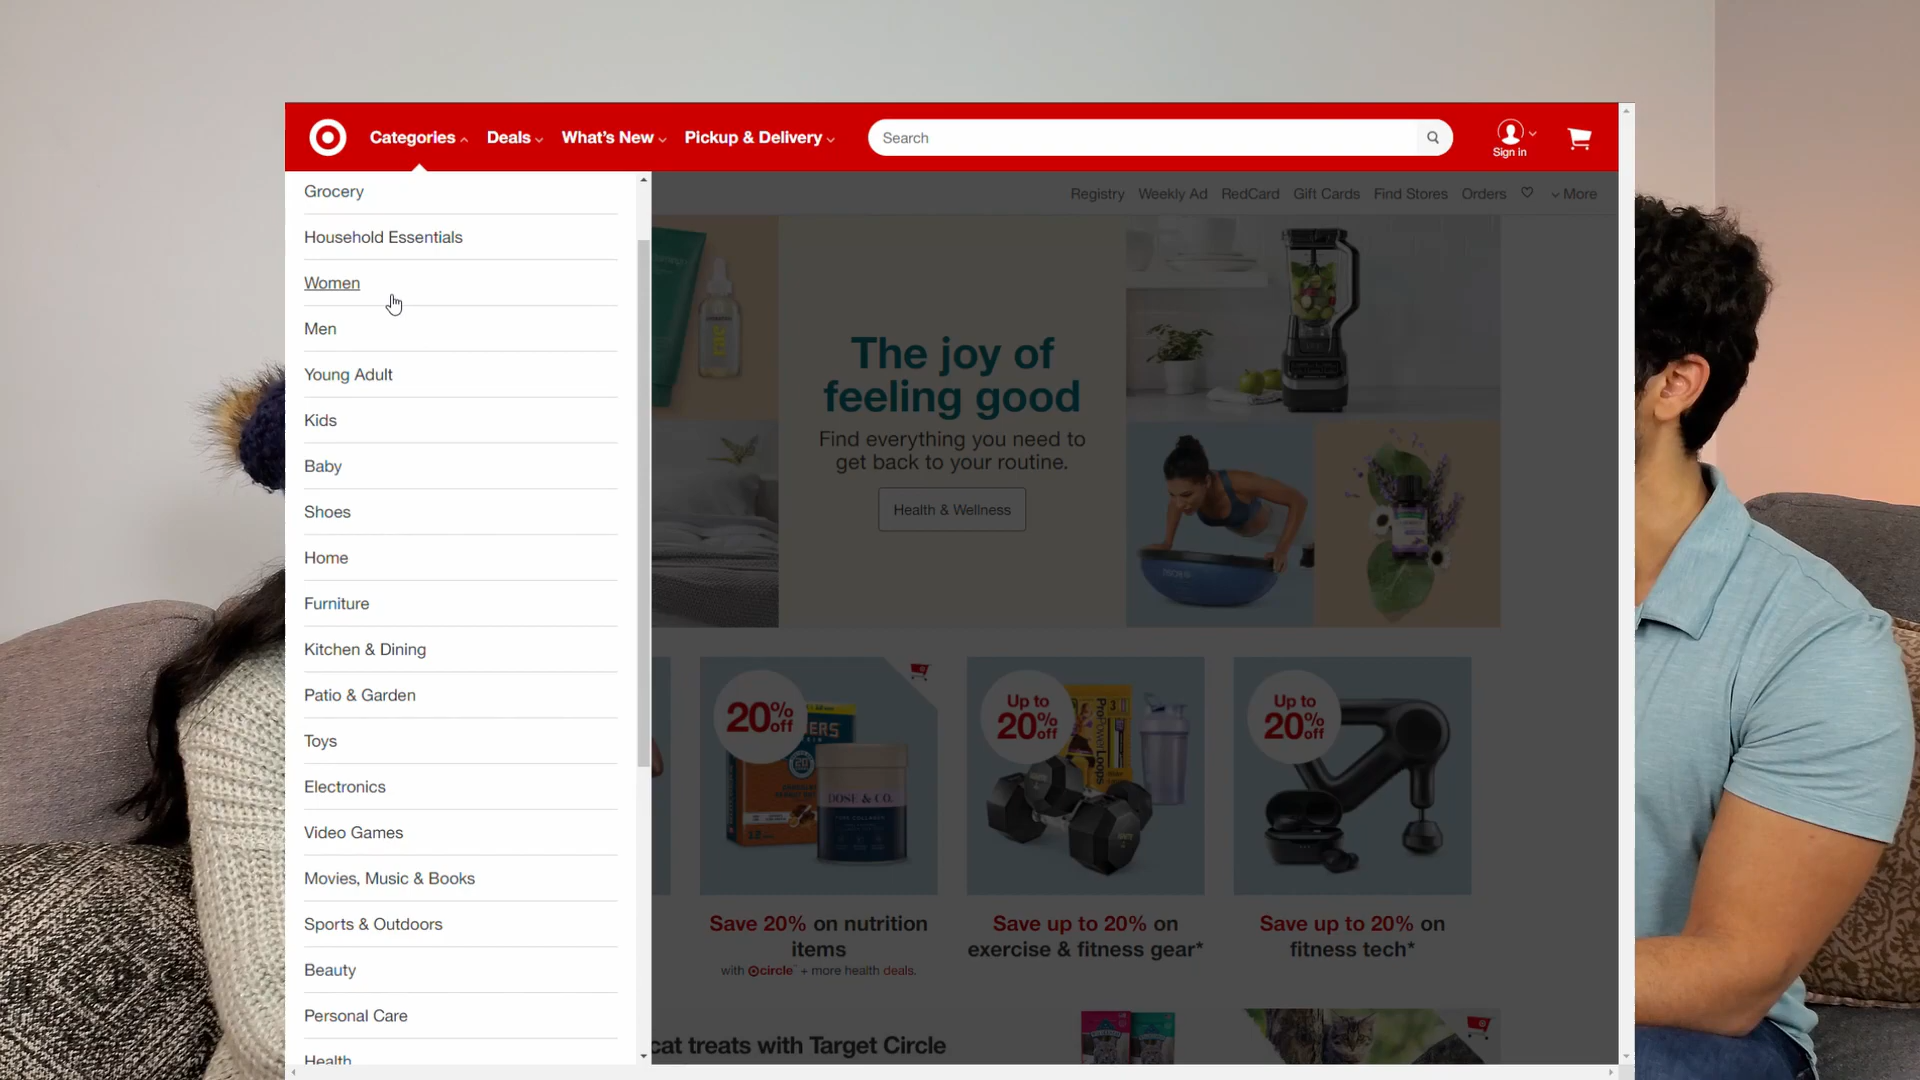 Categories
Deals
What's New
Pickup & Delivery
Search
Sign in
Grocery
Household Essentials
Women
Men
Young Adult
Kids
Baby
Shoes
Home
Furniture
Kitchen & Dining
Patio & Garden
Toys
Electronics
Video Games
Movies, Music & Books
Sports & Outdoors
Beauty
Personal Care
Health
Registry
Weekly Ad
RedCard
Gift Cards
Find Stores
Orders
More
The joy of
feeling good
Find everything you need to
get back to your routine.
Health & Wellness
20%
off
DOSE & CO.
Save 20% on nutrition
items
with circle™ + more health deals.
Up to
20%
off
Save up to 20% on
exercise & fitness gear*
Up to
20%
off
Save up to 20% on
fitness tech*
cat treats with Target Circle